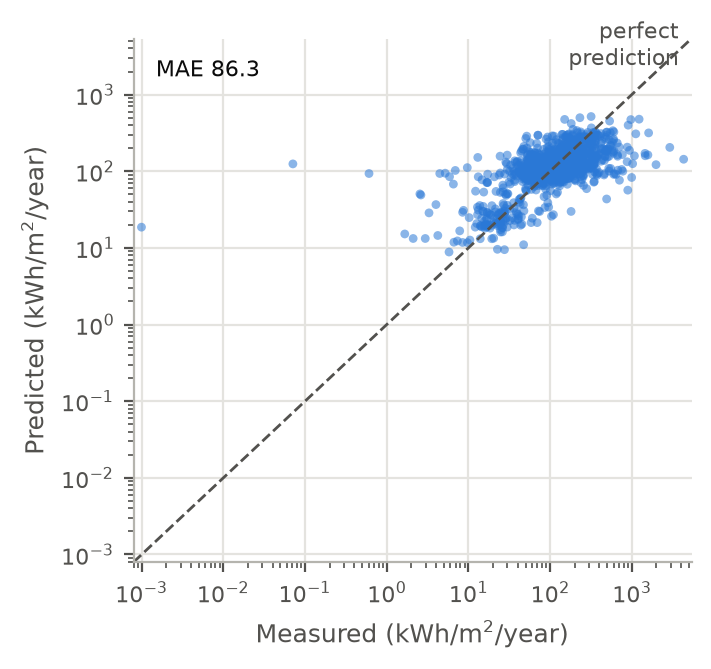 perfect
prediction
MAE 86.3
10³
10²
10¹
10⁰
10⁻¹
10⁻²
10⁻³
Predicted (kWh/m²/year)
10⁻³ 10⁻² 10⁻¹ 10⁰ 10¹ 10² 10³
Measured (kWh/m²/year)